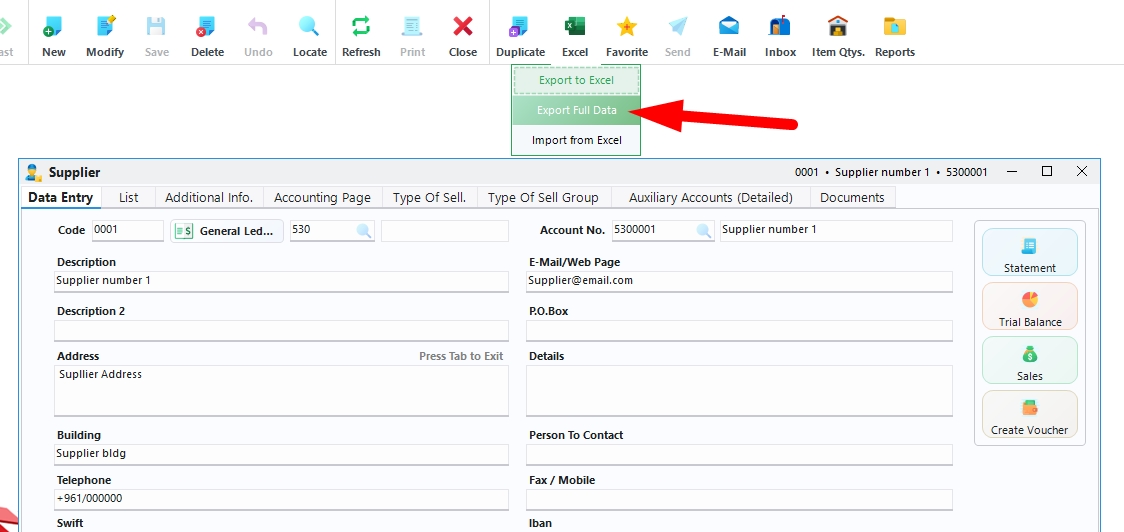 ast New Modify Save Delete Undo Locate Refresh Print Close Duplicate Excel Favorite Send E-Mail Inbox Item Qtys. Reports
Export to Excel
Export Full Data
Import from Excel
Supplier 0001 • Supplier number 1 • 5300001
Data Entry List Additional Info. Accounting Page Type Of Sell. Type Of Sell Group Auxiliary Accounts (Detailed) Documents
Code 0001 General Led... 530 Account No. 5300001 Supplier number 1
Description E-Mail/Web Page
Supplier number 1 Supplier@email.com
Statement
Description 2 P.O.Box
Trial Balance
Address Press Tab to Exit Details
Supllier Address
Sales
Building Person To Contact
Create Voucher
Supplier bldg
Telephone Fax / Mobile
+961/000000
Swift Iban